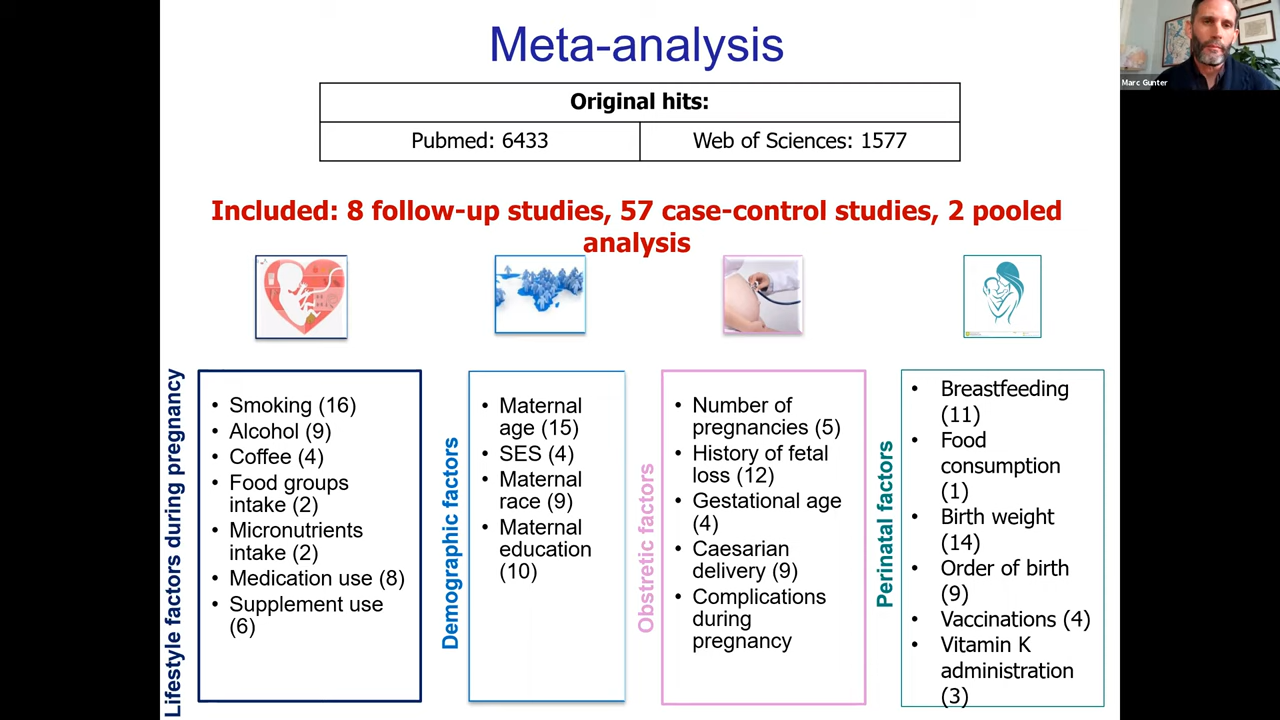 Meta-analysis
Marc Gunter
Original hits:
Pubmed: 6433
Web of Sciences: 1577
Included: 8 follow-up studies, 57 case-control studies, 2 pooled
analysis
Lifestyle factors during pregnancy
• Smoking (16)
• Alcohol (9)
• Coffee (4)
• Food groups
intake (2)
• Micronutrients
intake (2)
• Medication use (8)
• Supplement use
(6)
Demographic factors
• Maternal
age (15)
• SES (4)
• Maternal
race (9)
• Maternal
education
(10)
Obstretic factors
• Number of
pregnancies (5)
• History of fetal
loss (12)
• Gestational age
(4)
• Caesarian
delivery (9)
• Complications
during
pregnancy
Perinatal factors
• Breastfeeding
(11)
• Food
consumption
(1)
• Birth weight
(14)
• Order of birth
(9)
• Vaccinations (4)
• Vitamin K
administration
(3)